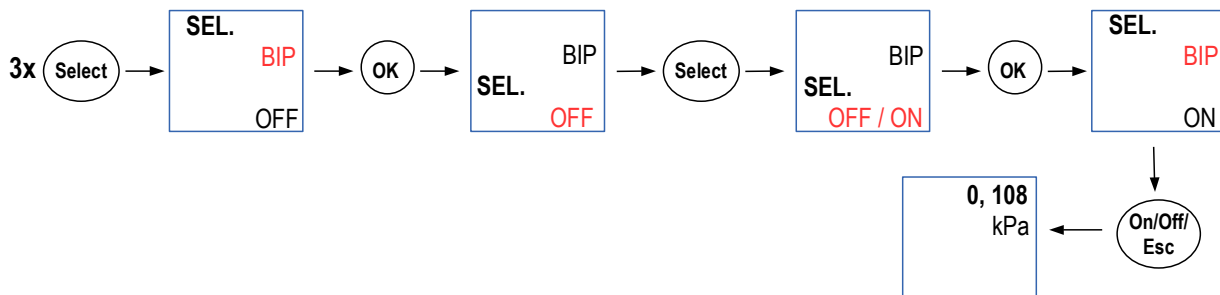 3x
Select
SEL.
BIP
OFF
OK
BIP
SEL.
OFF
Select
BIP
SEL.
OFF / ON
OK
SEL.
BIP
ON
On/Off/
Esc
0, 108
kPa